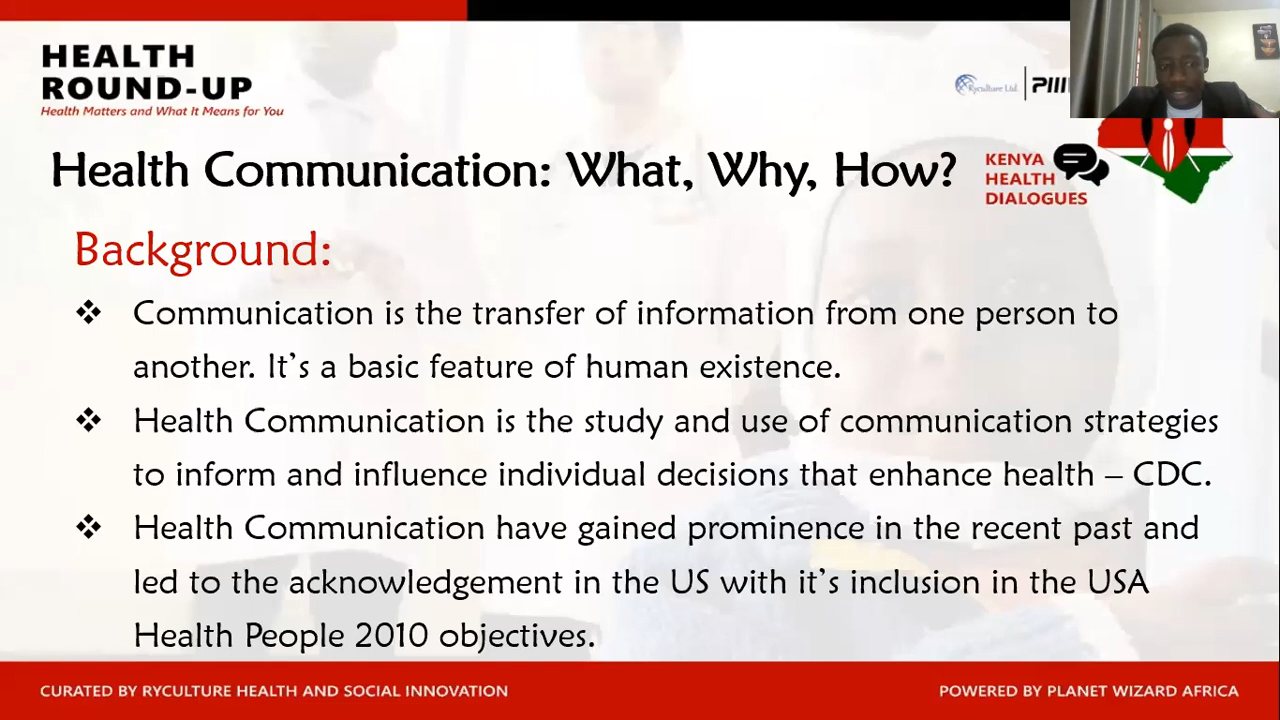 HEALTH
ROUND-UP
Health Matters and What it Means for You
Ryculture Ltd.
Health Communication: What, Why, How?
KENYA
HEALTH
DIALOGUES
Background:
Communication is the transfer of information from one person to
another. It's a basic feature of human existence.
Health Communication is the study and use of communication strategies
to inform and influence individual decisions that enhance health – CDC.
Health Communication have gained prominence in the recent past and
led to the acknowledgement in the US with it's inclusion in the USA
Health People 2010 objectives.
CURATED BY RYCULTURE HEALTH AND SOCIAL INNOVATION
POWERED BY PLANET WIZARD AFRICA